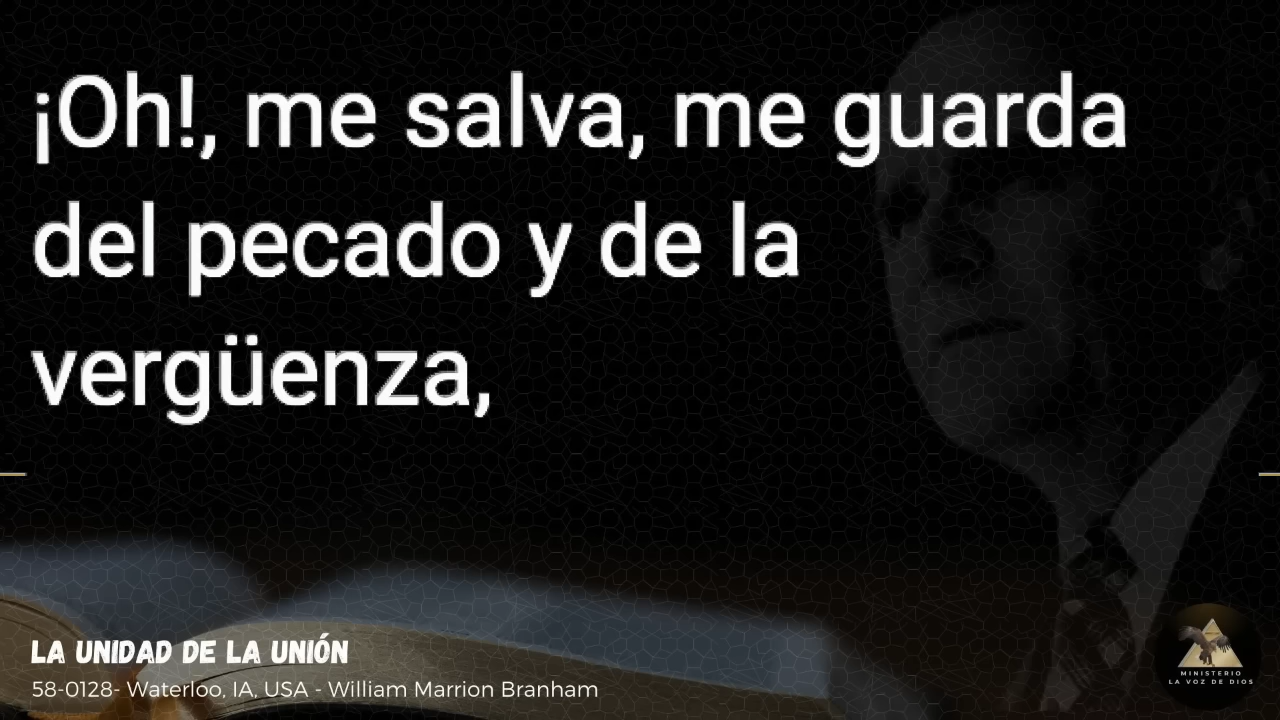 ¡Oh!, me salva, me guarda
del pecado y de la
vergüenza,
LA UNIDAD DE LA UNIÓN
58-0128- Waterloo, IA, USA - William Marrion Branham
MINISTERIO
LA VOZ DE DIOS